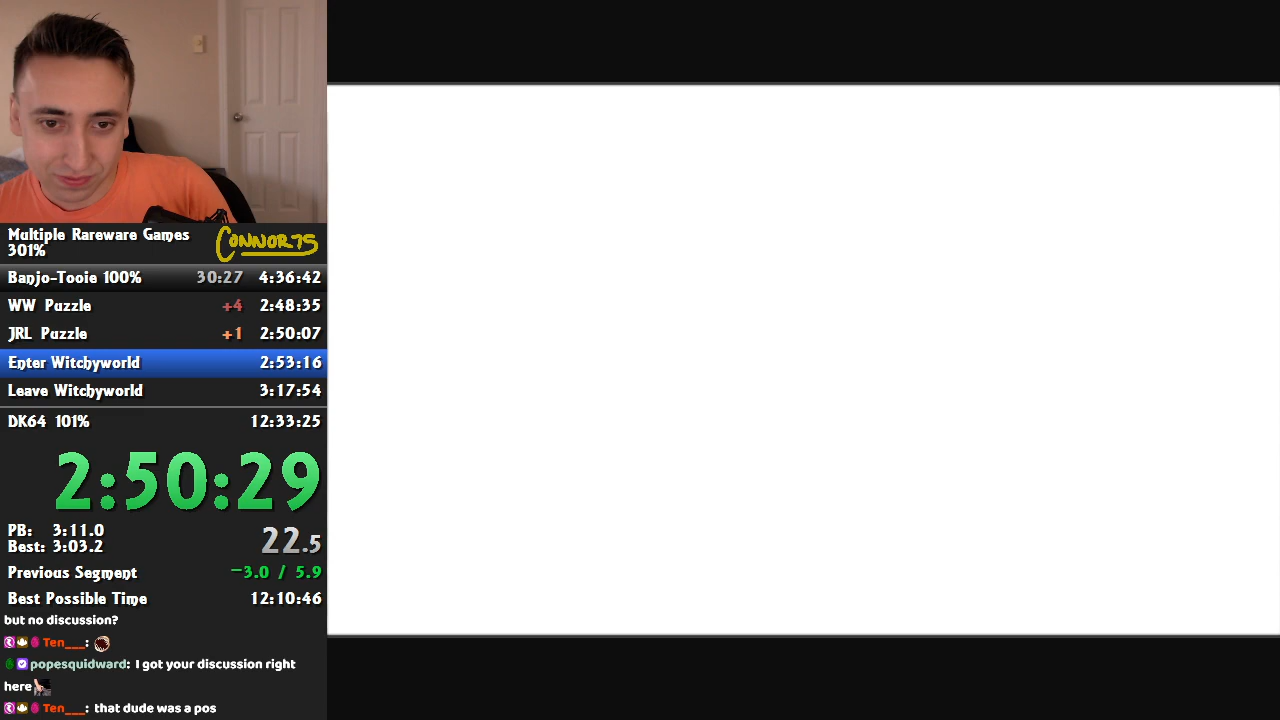 Multiple Rareware Games
301%
CONNOR75
Banjo-Tooie 100% 30:27 4:36:42
WW Puzzle +4 2:48:35
JRL Puzzle +1 2:50:07
Enter Witchyworld 2:53:16
Leave Witchyworld 3:17:54
DK64 101% 12:33:25
2:50:29
PB: 3:11.0
Best: 3:03.2
22.5
Previous Segment −3.0 / 5.9
Best Possible Time 12:10:46
but no discussion?
Ten___:
popesquidward: I got your discussion right
here
Ten___: that dude was a pos